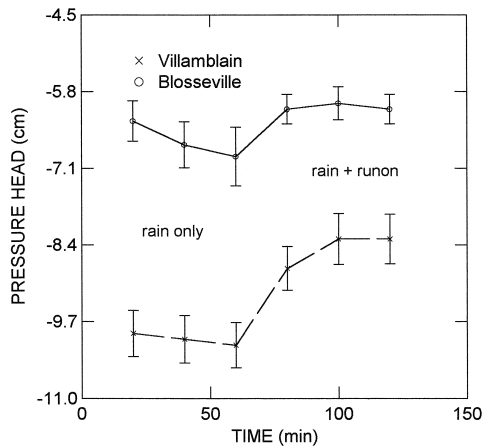 -4.5
× Villamblain
○ Blosseville
-5.8
-7.1
rain + runon
rain only
-8.4
-9.7
-11.0
PRESSURE HEAD (cm)
0 50 100 150
TIME (min)